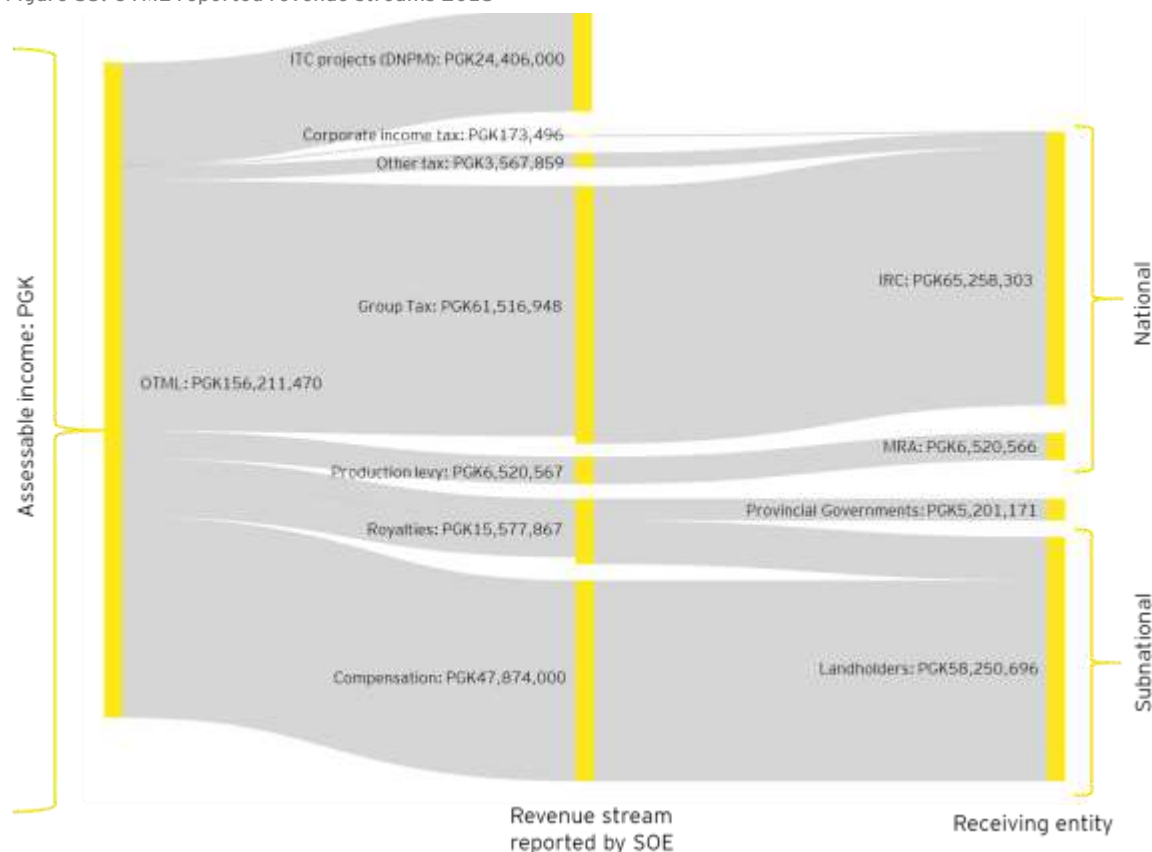 ITC projects (DNPM): PGK24,406,000
Corporate income tax: PGK173,496
Other tax: PGK3,567,859
Group Tax: PGK61,516,948
IRC: PGK65,258,303
National
Assessable income: PGK
OTML: PGK156,211,470
Production levy: PGK6,520,567
MRA: PGK6,520,566
Royalties: PGK15,577,867
Provincial Governments: PGK5,201,171
Compensation: PGK47,874,000
Landholders: PGK58,250,696
Subnational
Revenue stream
reported by SOE
Receiving entity